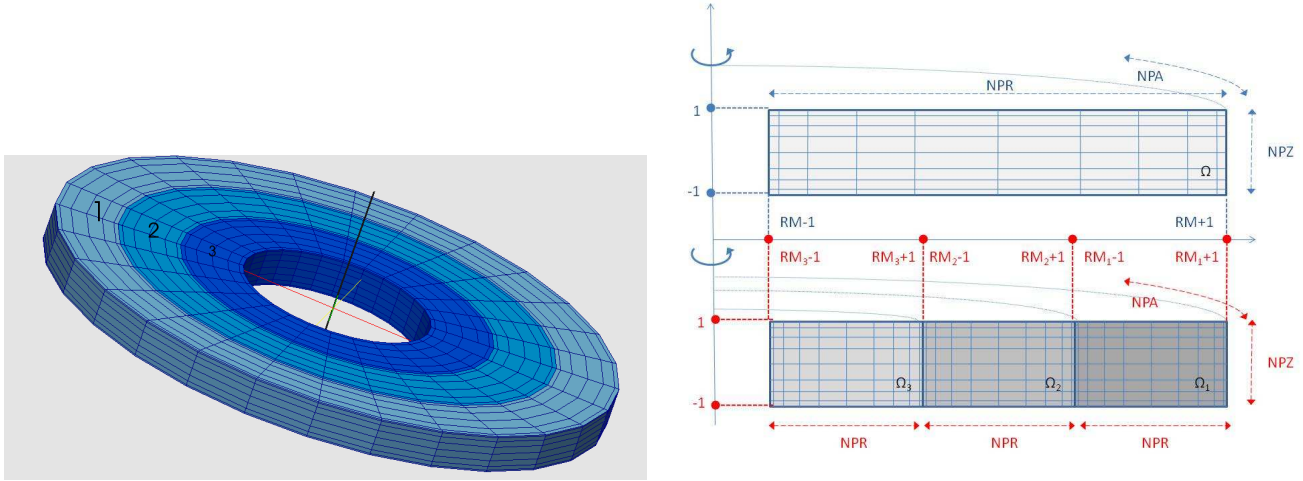 1
2
3
NPA
NPR
1
NPZ
Ω
-1
RM-1
RM+1
RM₃-1
RM₃+1
RM₂-1
RM₂+1
RM₁-1
RM₁+1
NPA
1
NPZ
Ω₃
Ω₂
Ω₁
-1
NPR
NPR
NPR